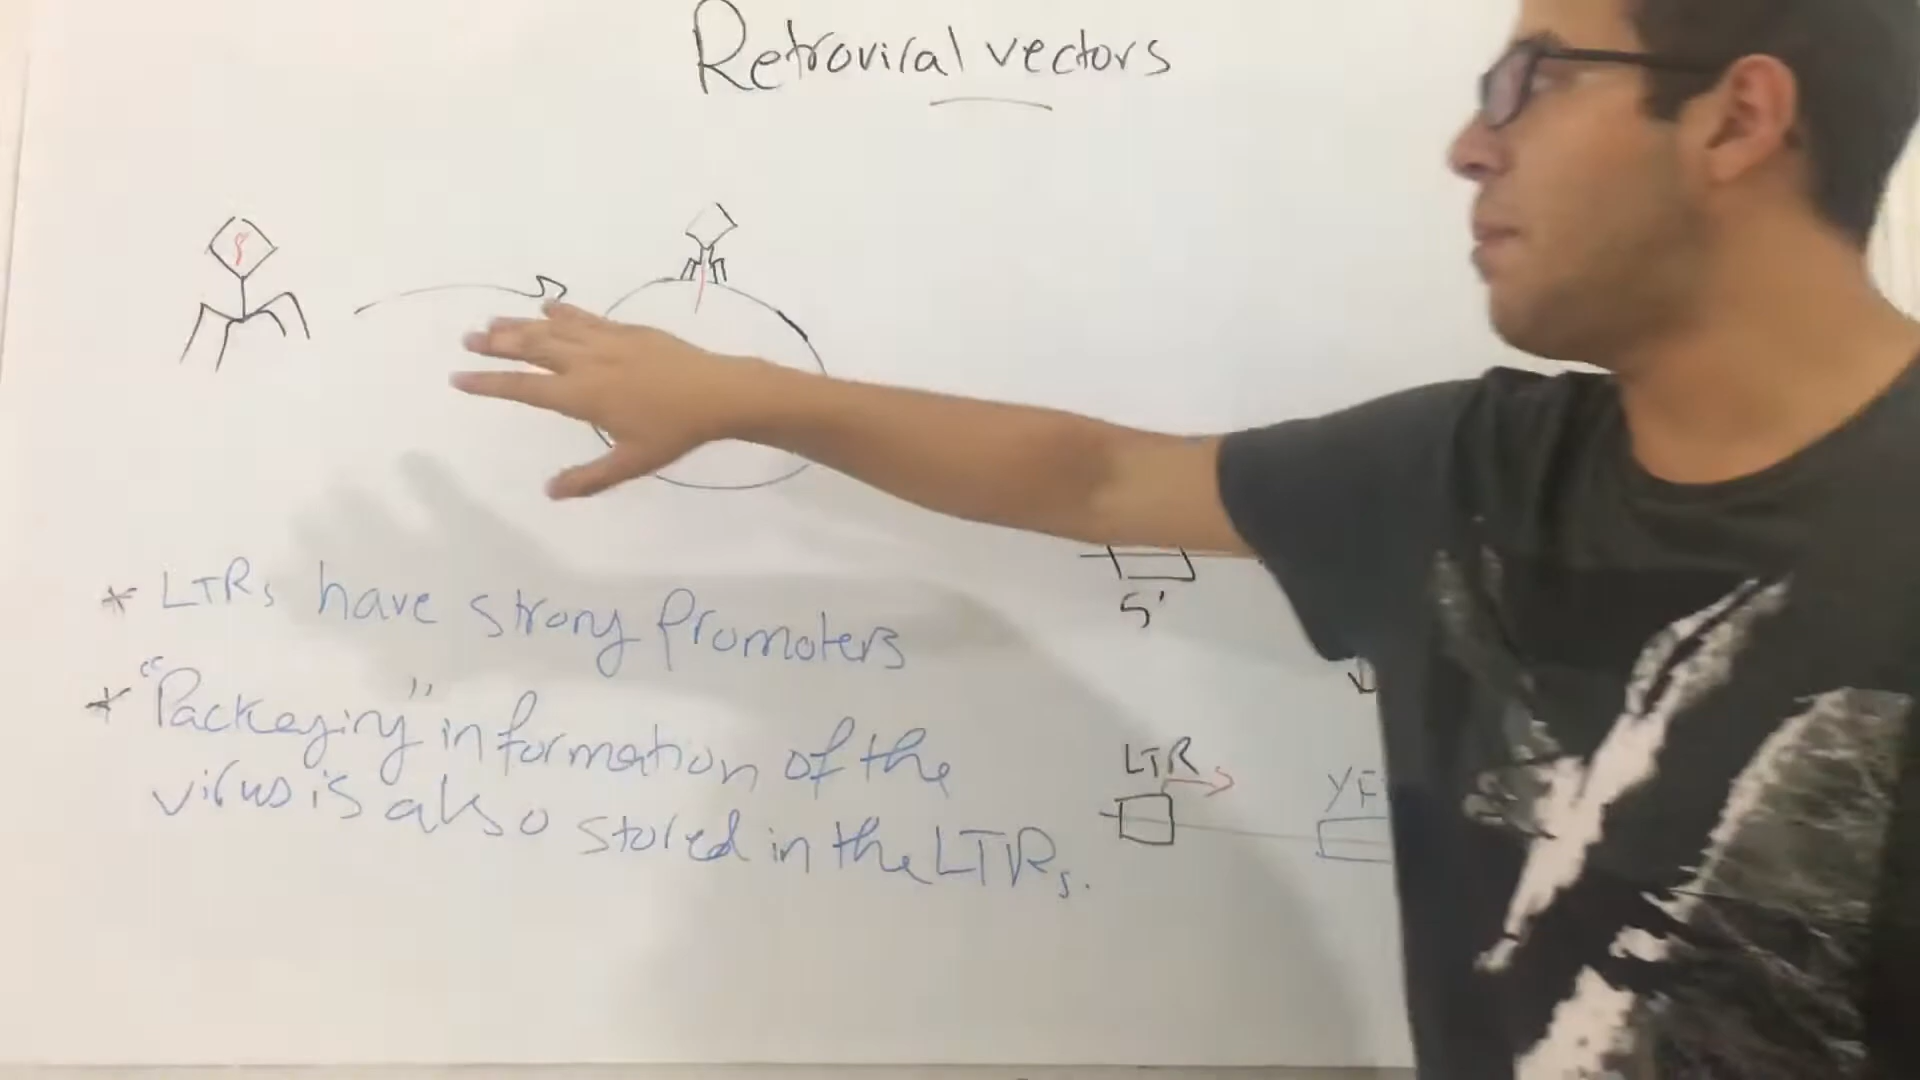 Retroviral vectors
* LTRs have strong Promoters
* "Packaging" information of the
virus is also stored in the LTRs.
5'
LTR
YF